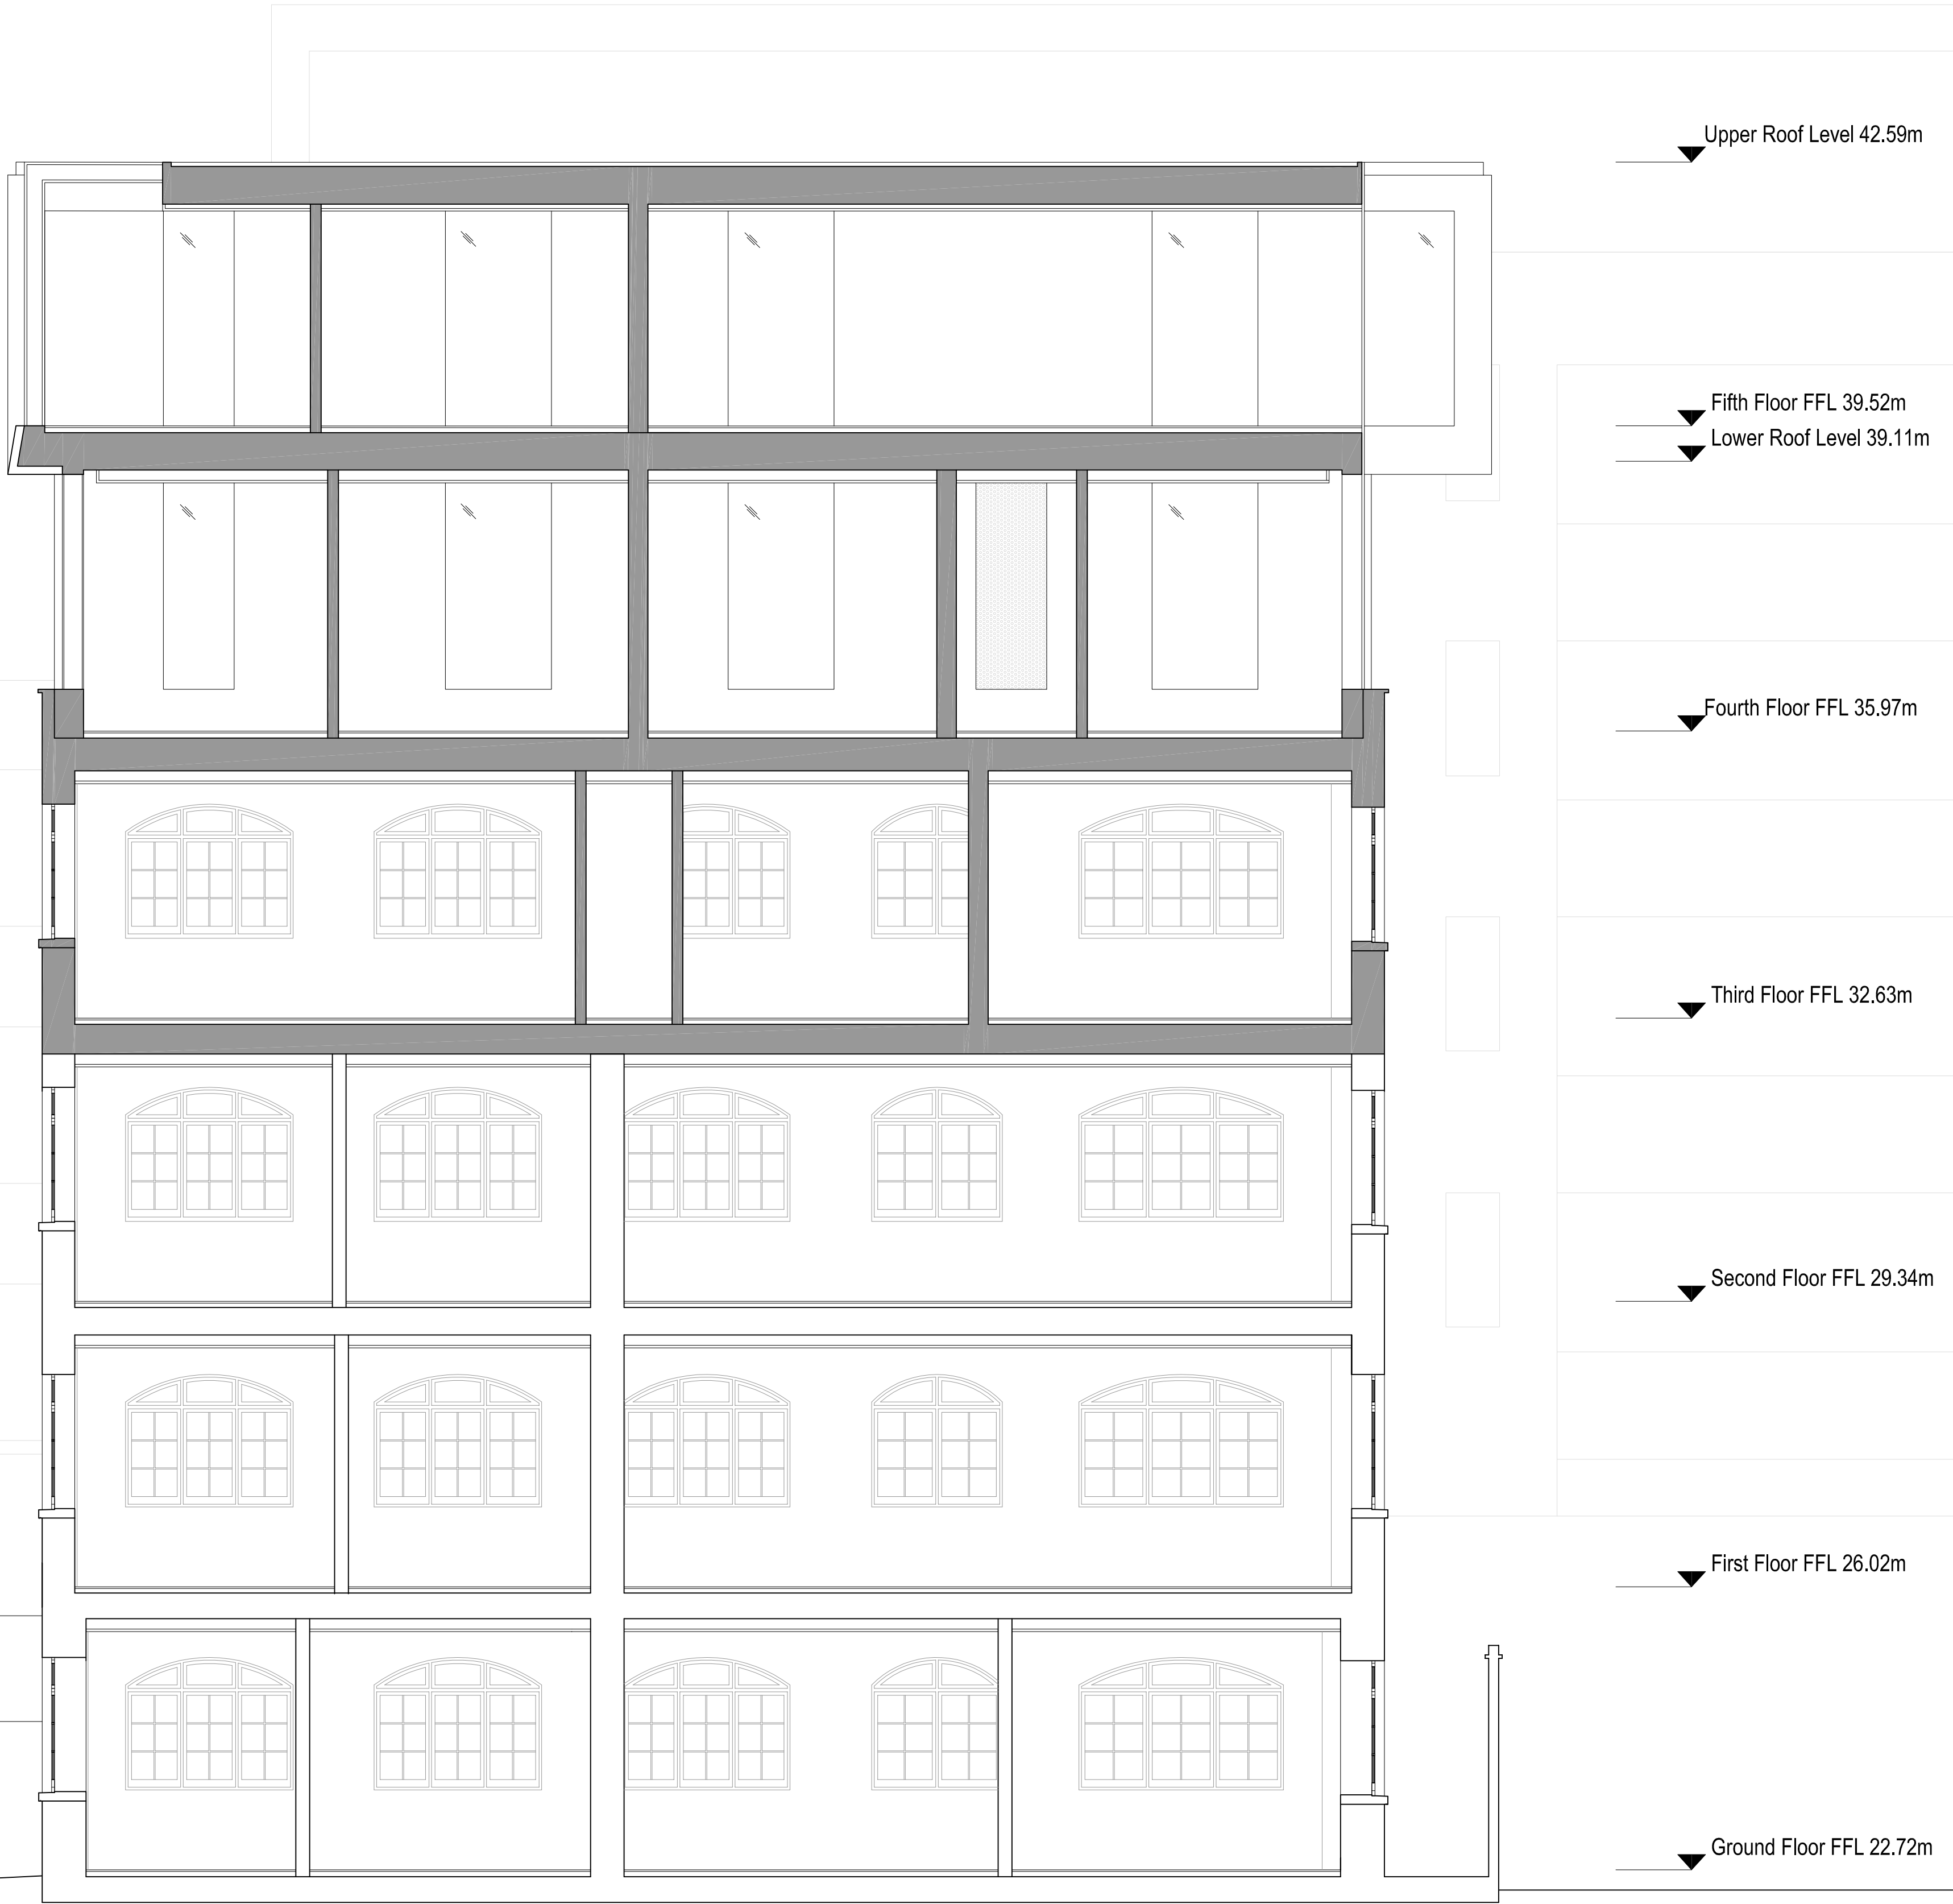 Upper Roof Level 42.59m
Fifth Floor FFL 39.52m
Lower Roof Level 39.11m
Fourth Floor FFL 35.97m
Third Floor FFL 32.63m
Second Floor FFL 29.34m
First Floor FFL 26.02m
Ground Floor FFL 22.72m